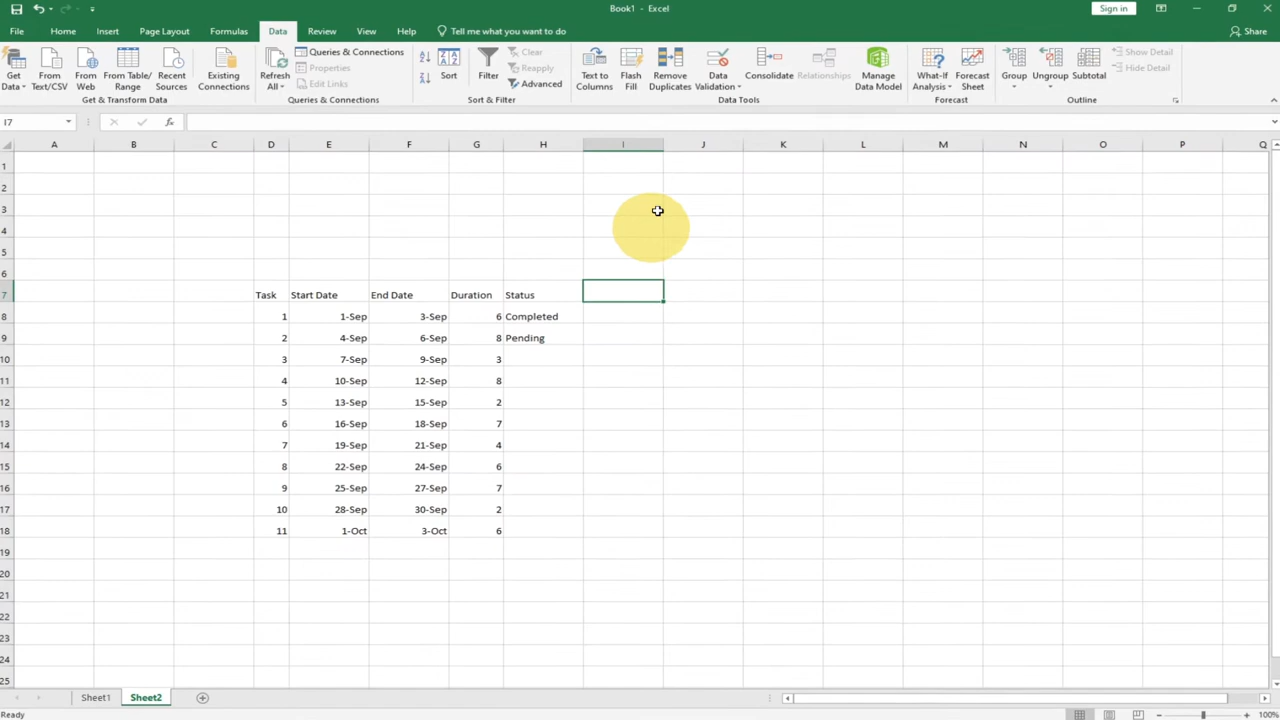 Book1 - Excel
Sign in
File Home Insert Page Layout Formulas Data Review View Help Tell me what you want to do Share
Get Data From Text/CSV From Web From Table/Range Recent Sources Existing Connections
Get & Transform Data
Refresh All Queries & Connections Properties Edit Links
Queries & Connections
Sort Filter Clear Reapply Advanced
Sort & Filter
Text to Columns Flash Fill Remove Duplicates Data Validation Consolidate Relationships Manage Data Model
Data Tools
What-If Analysis Forecast Sheet
Forecast
Group Ungroup Subtotal Show Detail Hide Detail
Outline
I7 fx
A B C D E F G H I J K L M N O P Q
1
2
3
4
5
6
7 Task Start Date End Date Duration Status
8 1 1-Sep 3-Sep 6 Completed
9 2 4-Sep 6-Sep 8 Pending
10 3 7-Sep 9-Sep 3
11 4 10-Sep 12-Sep 8
12 5 13-Sep 15-Sep 2
13 6 16-Sep 18-Sep 7
14 7 19-Sep 21-Sep 4
15 8 22-Sep 24-Sep 6
16 9 25-Sep 27-Sep 7
17 10 28-Sep 30-Sep 2
18 11 1-Oct 3-Oct 6
19
20
21
22
23
24
25
Sheet1 Sheet2
Ready 100%